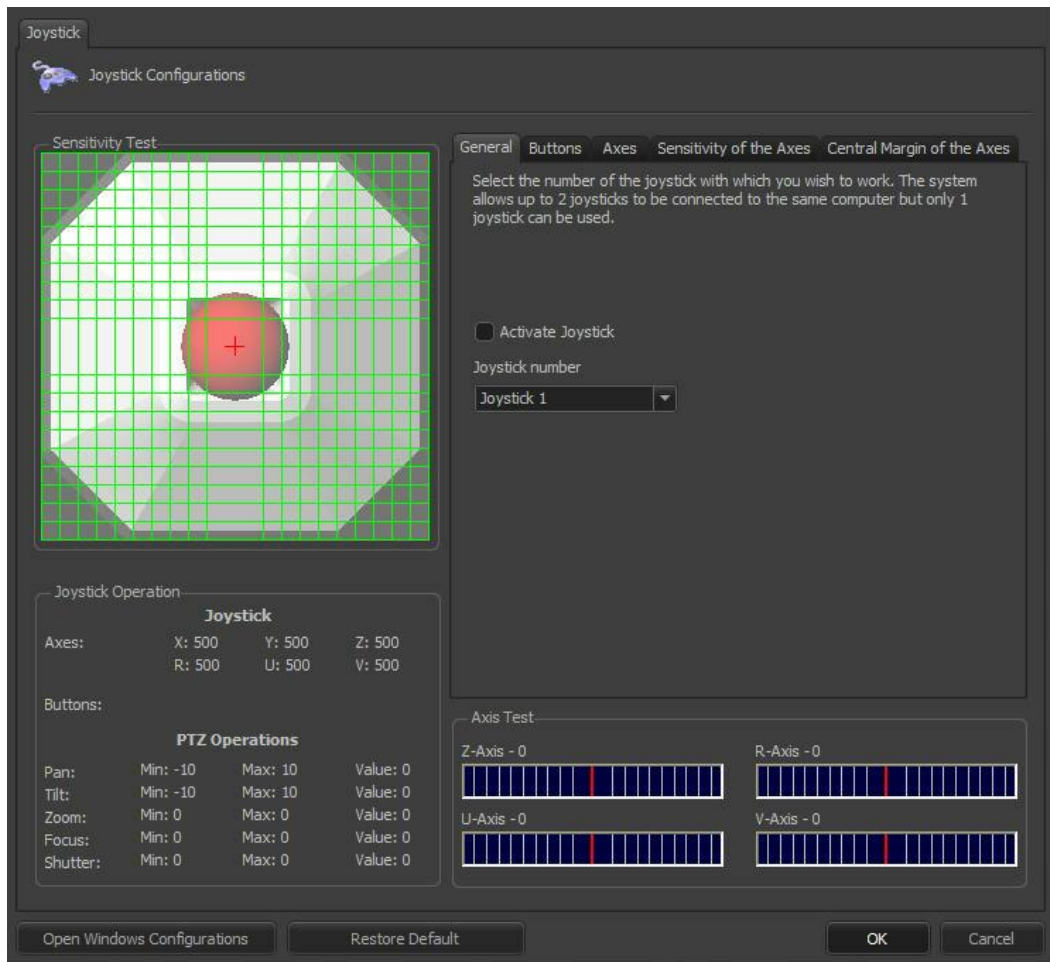 Joystick
Joystick Configurations
Sensitivity Test
General Buttons Axes Sensitivity of the Axes Central Margin of the Axes
Select the number of the joystick with which you wish to work. The system
allows up to 2 joysticks to be connected to the same computer but only 1
joystick can be used.
Activate Joystick
Joystick number
Joystick 1
Joystick Operation
Joystick
Axes: X: 500 Y: 500 Z: 500
R: 500 U: 500 V: 500
Buttons:
PTZ Operations
Pan: Min: -10 Max: 10 Value: 0
Tilt: Min: -10 Max: 10 Value: 0
Zoom: Min: 0 Max: 0 Value: 0
Focus: Min: 0 Max: 0 Value: 0
Shutter: Min: 0 Max: 0 Value: 0
Axis Test
Z-Axis - 0 R-Axis - 0
U-Axis - 0 V-Axis - 0
Open Windows Configurations Restore Default OK Cancel